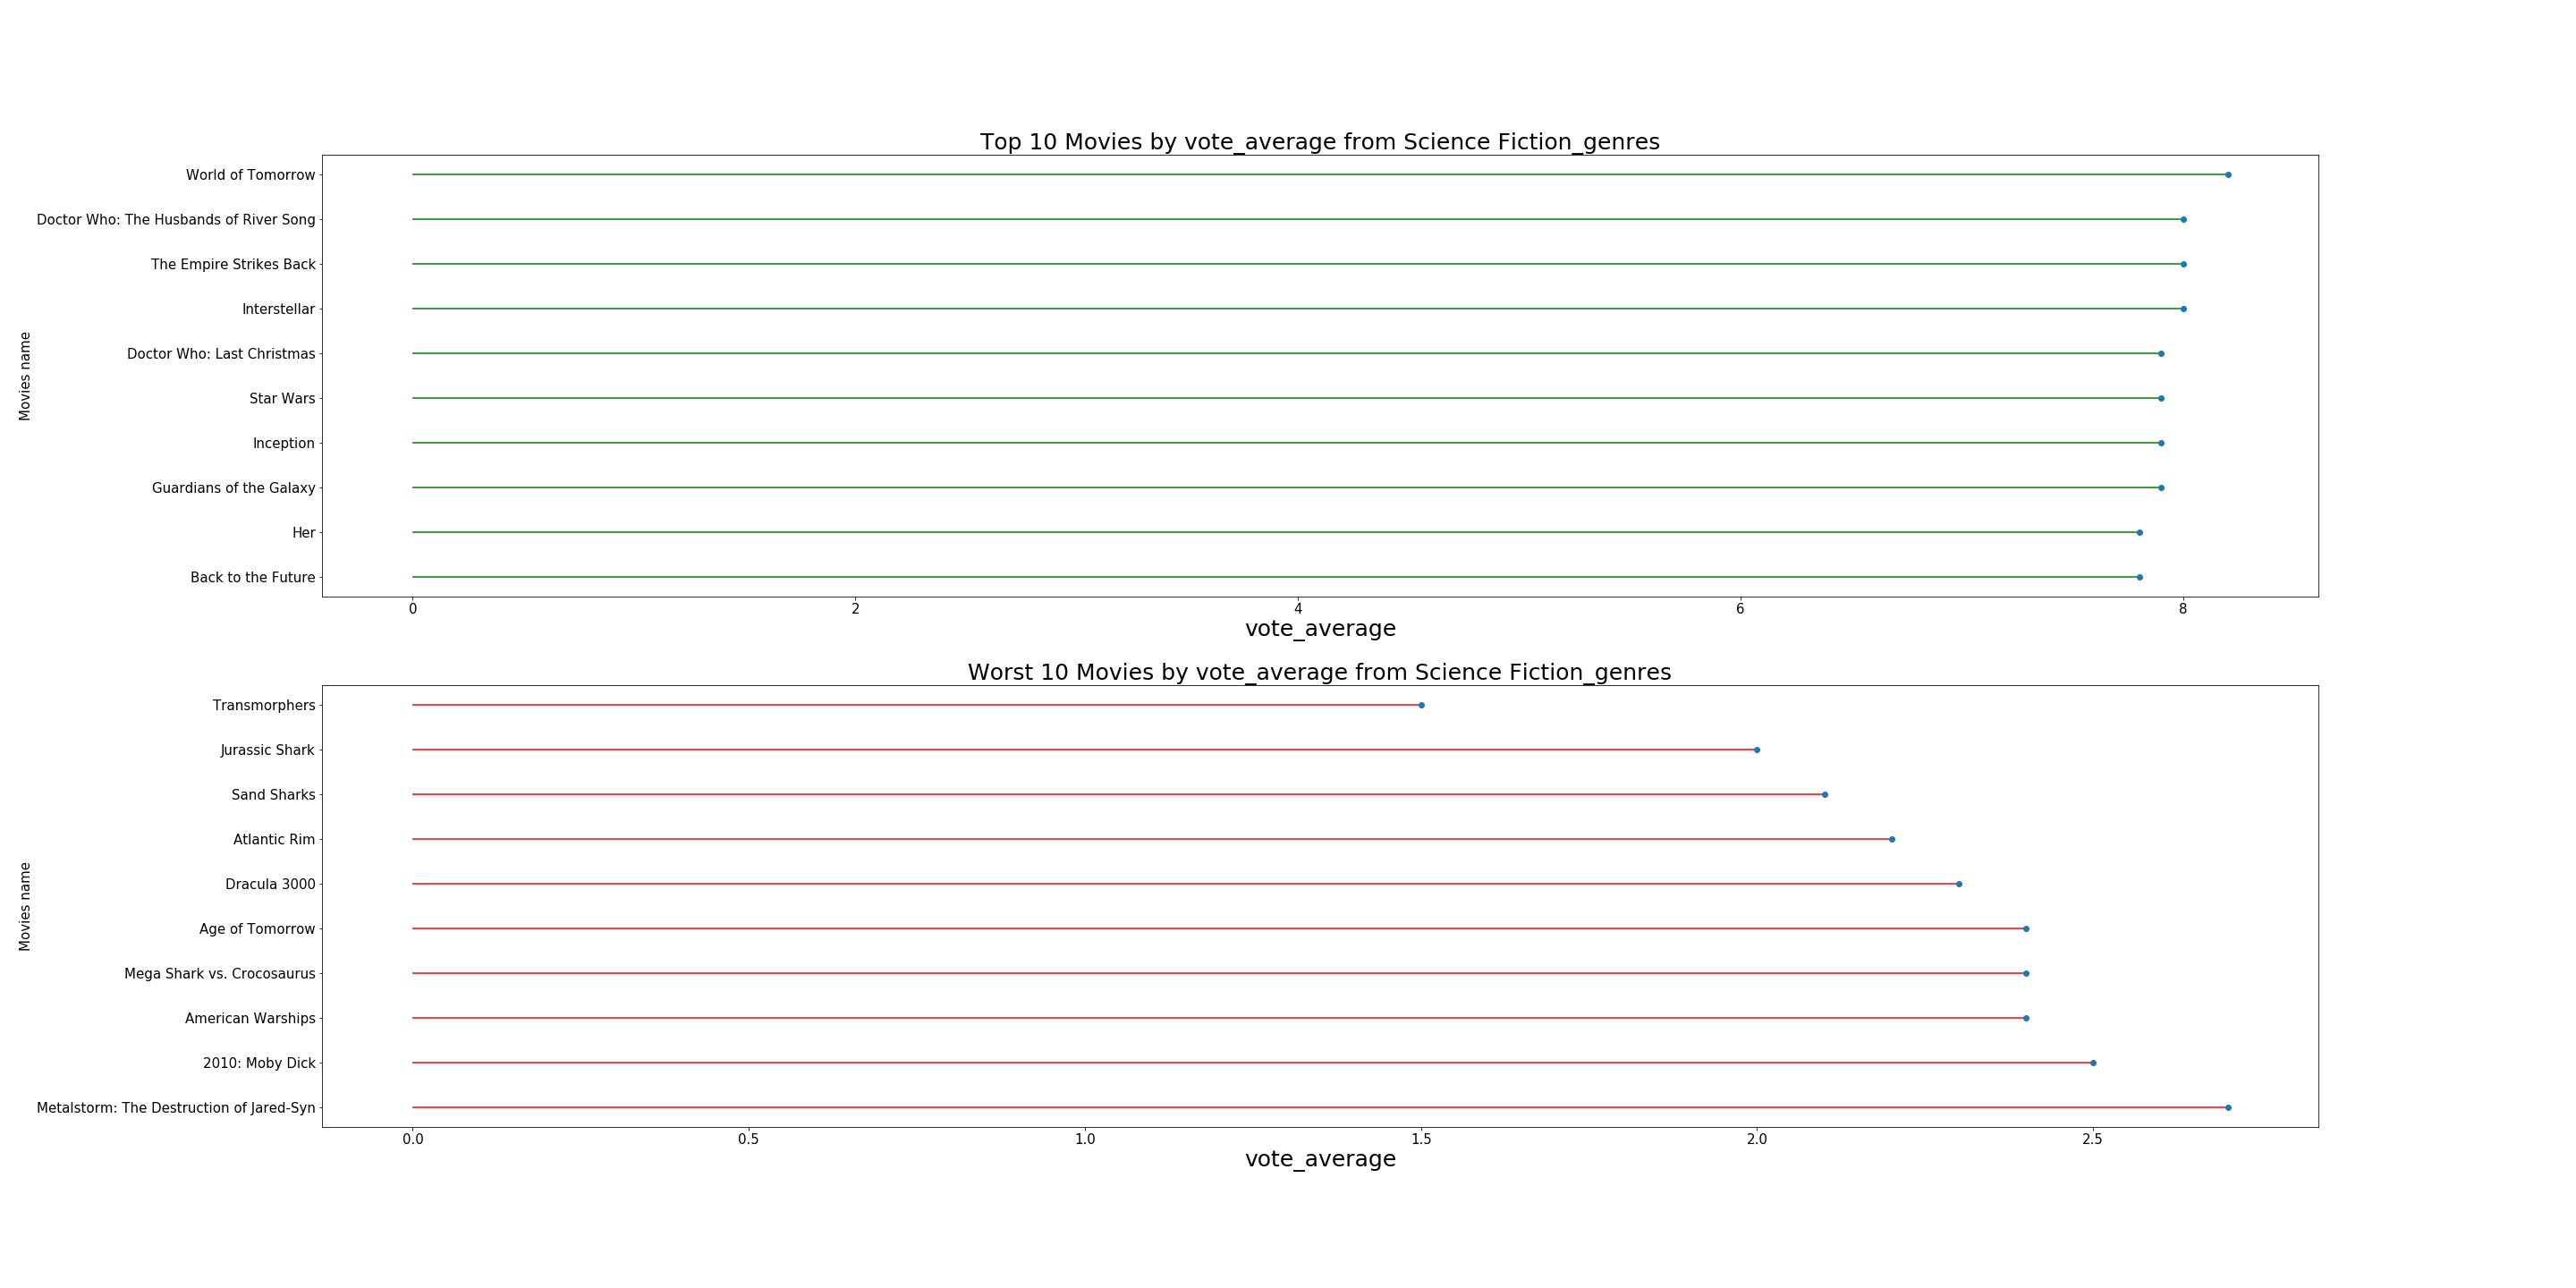 Top 10 Movies by vote_average from Science Fiction_genres
Movies name
World of Tomorrow
Doctor Who: The Husbands of River Song
The Empire Strikes Back
Interstellar
Doctor Who: Last Christmas
Star Wars
Inception
Guardians of the Galaxy
Her
Back to the Future
0 2 4 6 8
vote_average
Worst 10 Movies by vote_average from Science Fiction_genres
Movies name
Transmorphers
Jurassic Shark
Sand Sharks
Atlantic Rim
Dracula 3000
Age of Tomorrow
Mega Shark vs. Crocosaurus
American Warships
2010: Moby Dick
Metalstorm: The Destruction of Jared-Syn
0.0 0.5 1.0 1.5 2.0 2.5
vote_average